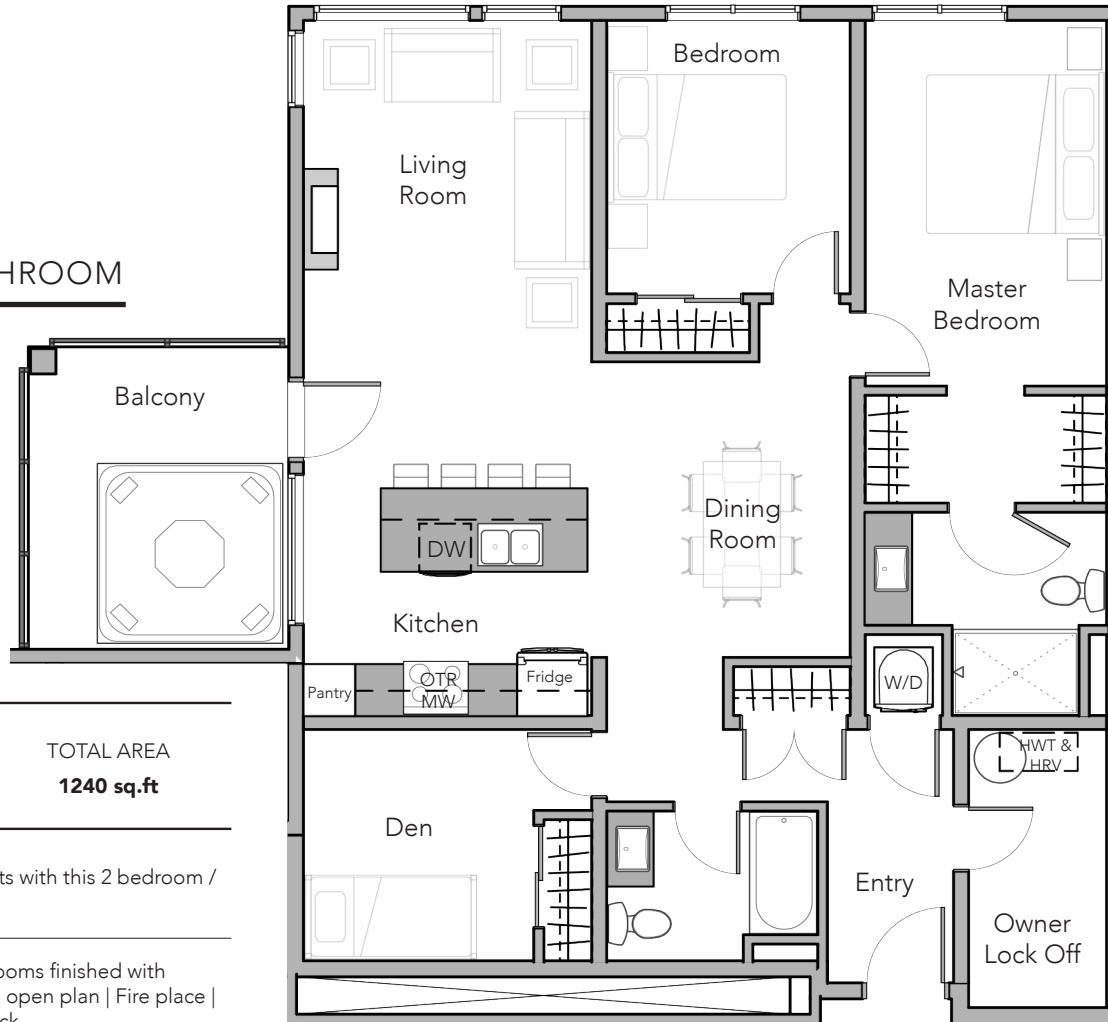 HROOM
Bedroom
Living
Room
Master
Bedroom
Balcony
Dining
Room
DW
Kitchen
Pantry
OTR
MW
Fridge
W/D
HWT &
HRV
TOTAL AREA
1240 sq.ft
Den
ts with this 2 bedroom /
Entry
Owner
Lock Off
ooms finished with
open plan | Fire place |